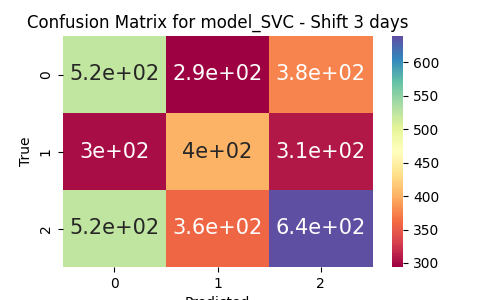 Confusion Matrix for model_SVC - Shift 3 days
True
0
5.2e+02 2.9e+02 3.8e+02
1
3e+02 4e+02 3.1e+02
2
5.2e+02 3.6e+02 6.4e+02
0 1 2
Predicted
600
550
500
450
400
350
300